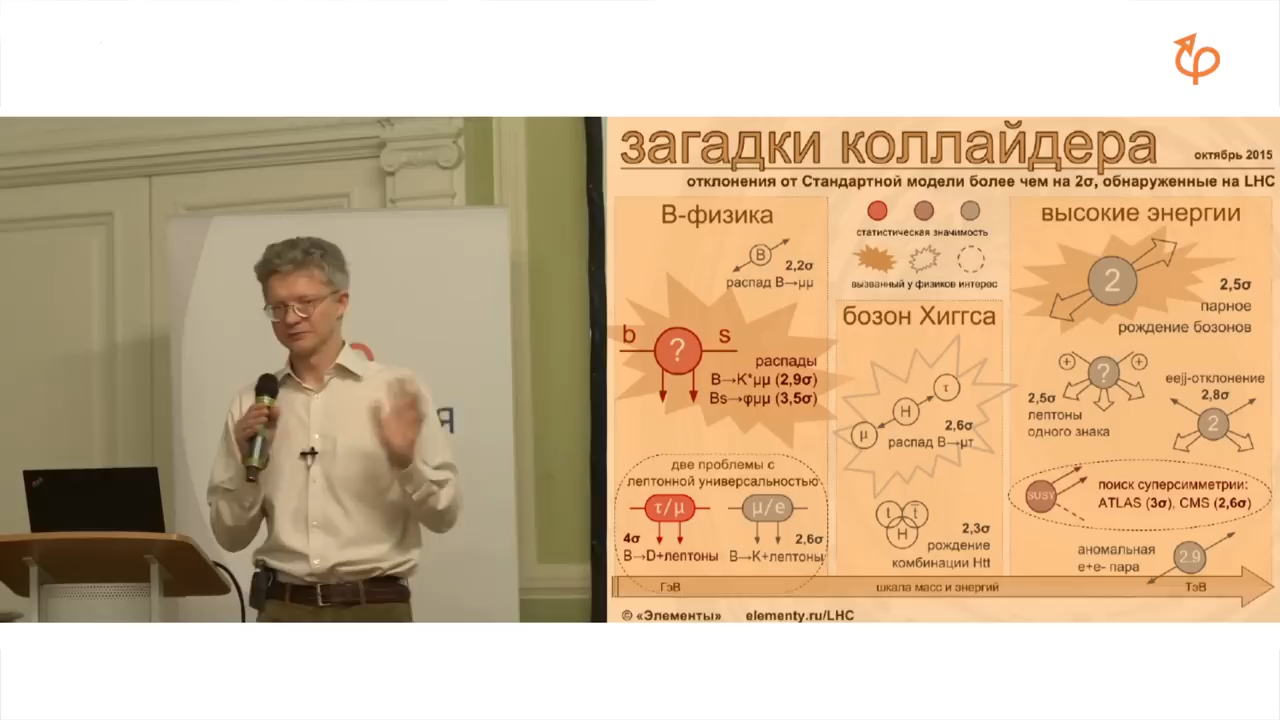 загадки коллайдера
октябрь 2015
отклонения от Стандартной модели более чем на 2σ, обнаруженные на LHC
В-физика
B
2,2σ
распад B→μμ
b
?
s
распады
B→K*μμ (2,9σ)
Bs→φμμ (3,5σ)
две проблемы с
лептонной универсальностью
τ/μ
μ/e
4σ
B→D+лептоны
2,6σ
B→K+лептоны
статистическая значимость
вызванный у физиков интерес
бозон Хиггса
τ
H
μ
2,6σ
распад B→μτ
t
t̅
H
2,3σ
рождение
комбинации Htt
высокие энергии
2
2,5σ
парное
рождение бозонов
+
?
+
2,5σ
лептоны
одного знака
eejj-отклонение
2,8σ
2
SUSY
поиск суперсимметрии:
ATLAS (3σ), CMS (2,6σ)
аномальная
e+e- пара
2.9
ГэВ
шкала масс и энергий
ТэВ
© «Элементы» elementy.ru/LHC